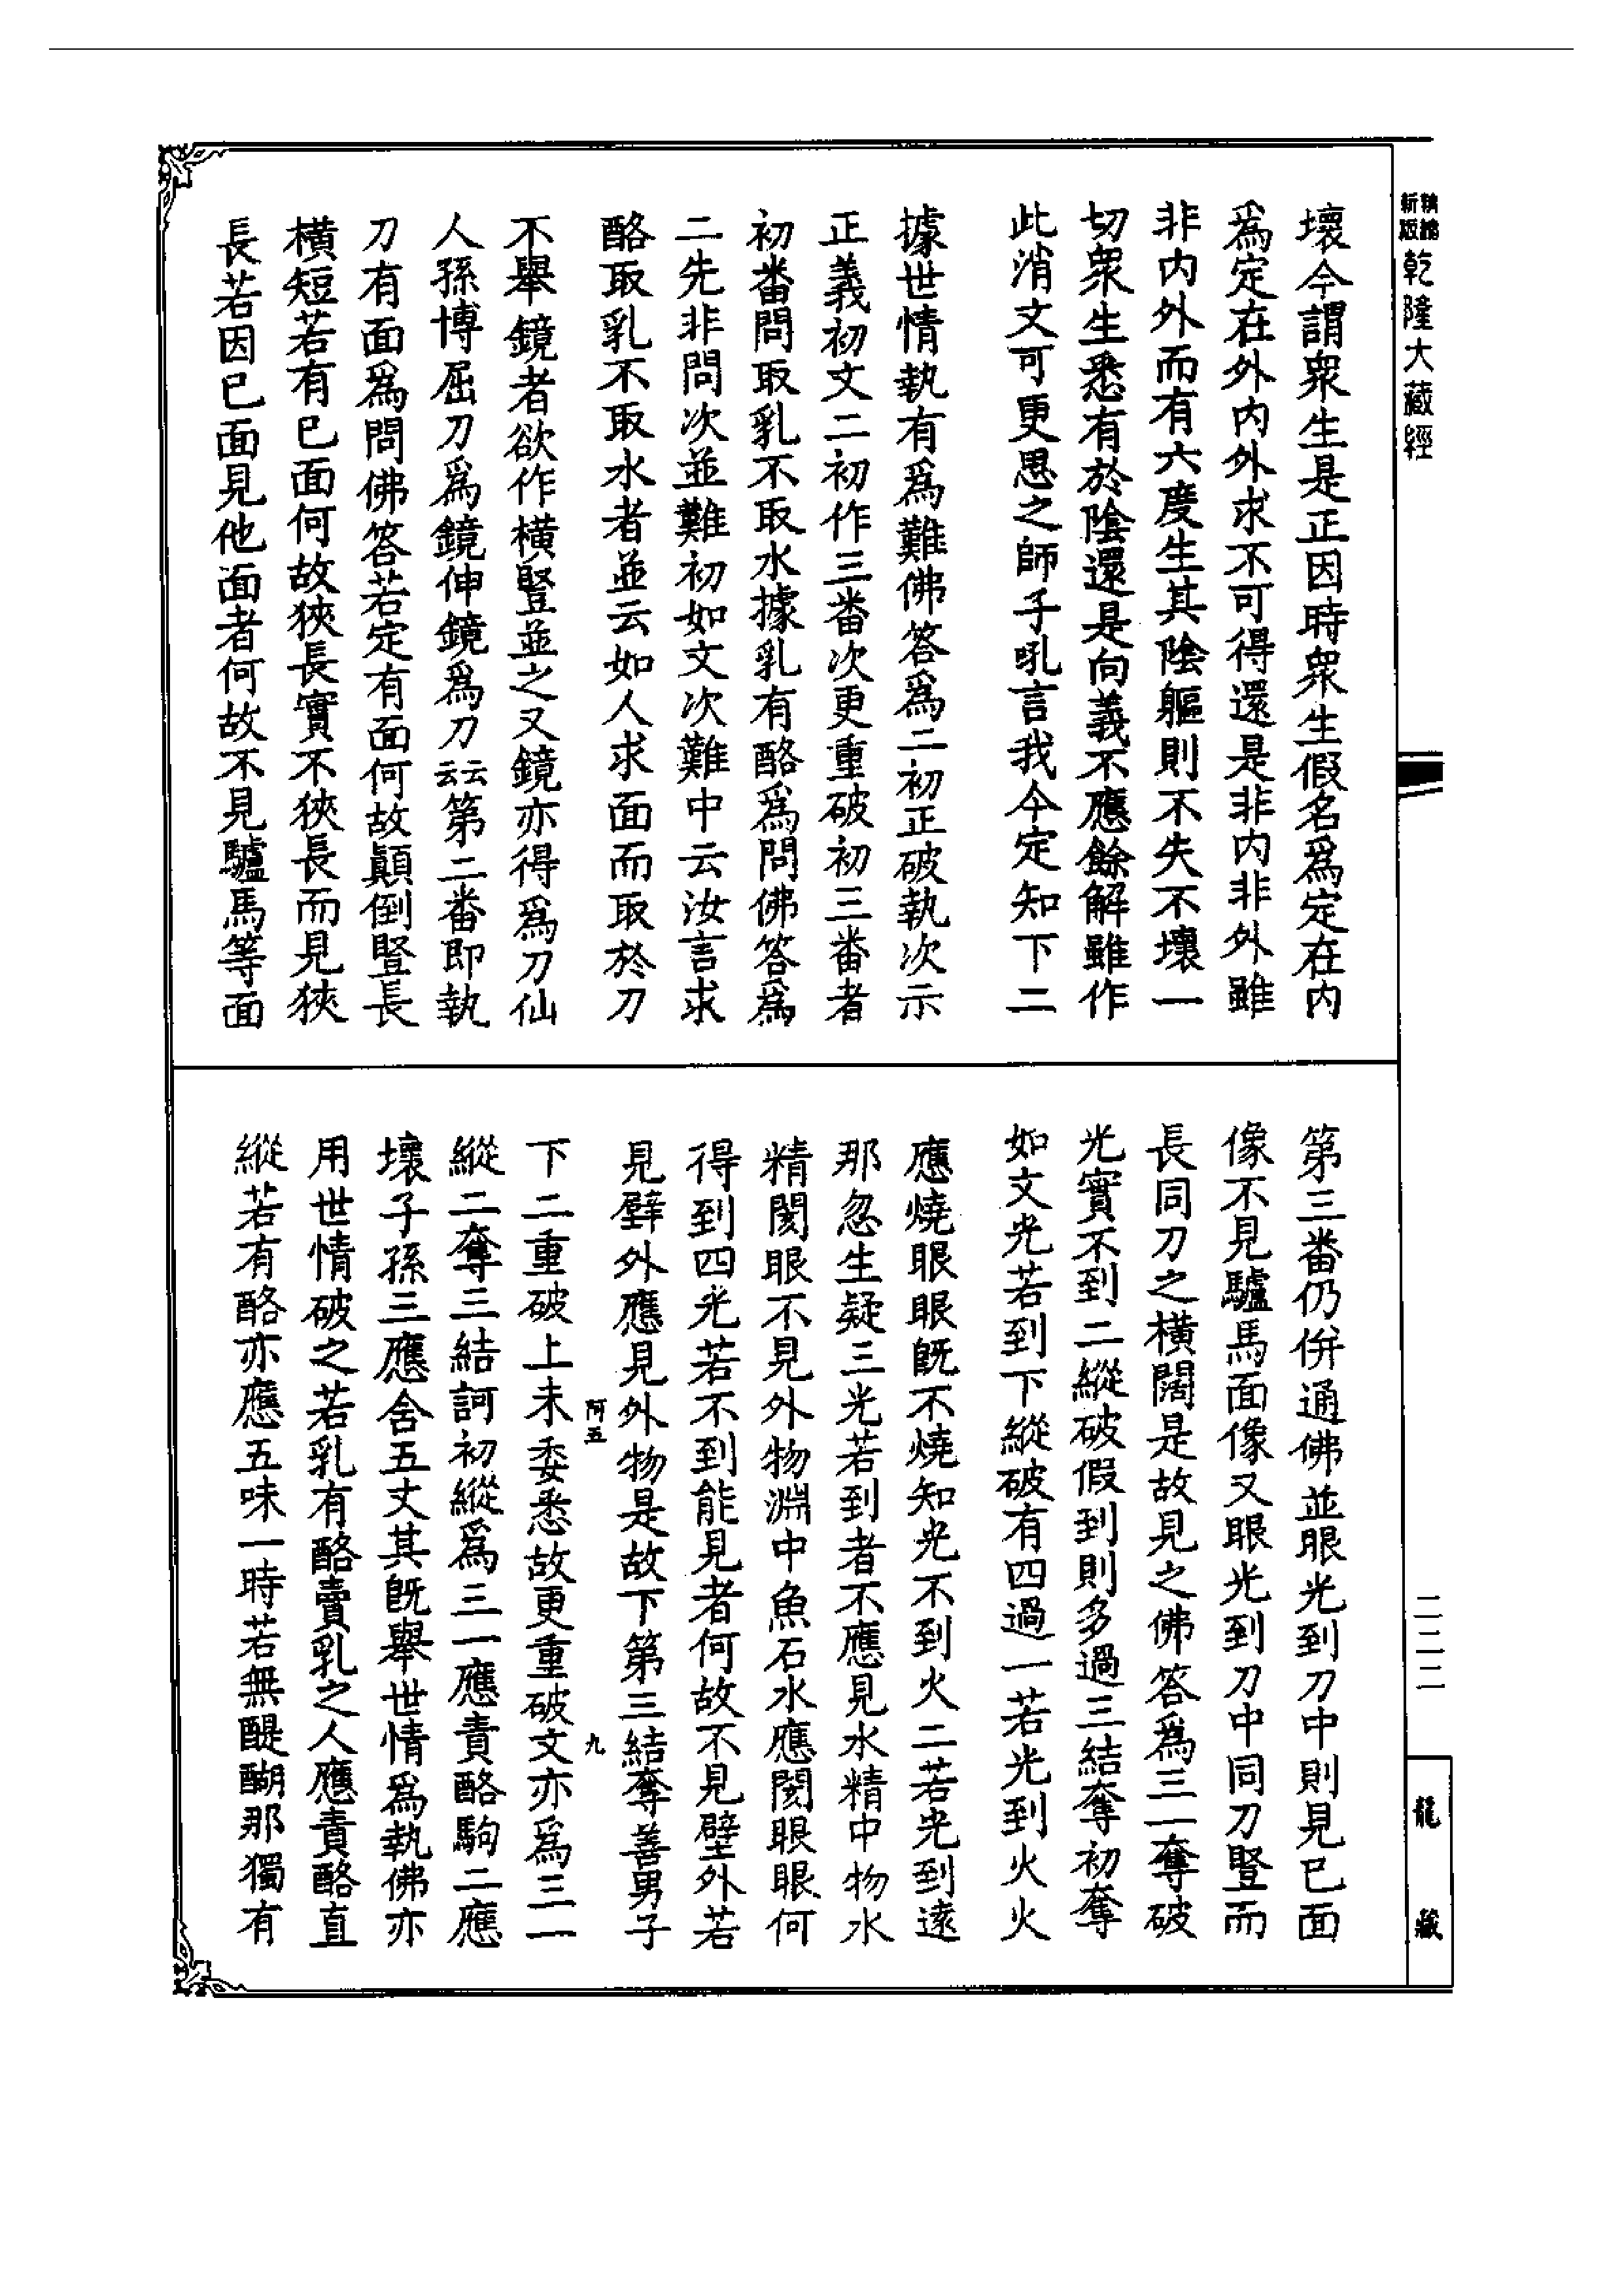 新版
精縮
乾隆大藏經
壞今謂衆生是正因時衆生假名爲定在内
爲定在外内外求不可得還是非内非外雖
非内外而有六度生其陰軀則不失不壞一
切衆生悉有於陰還是向義不應餘解雖作
此消文可更思之師子吼言我今定知下二
據世情執有爲難佛答爲二初正破執次示
正義初文二初作三番次更重破初三番者
初番問取乳不取水據乳有酪爲問佛答爲
二先非問次並難初如文次難中云汝言求
酪取乳不取水者並云如人求面而取於刀
不舉鏡者欲作橫豎並之又鏡亦得爲刀仙
人孫博屈刀爲鏡伸鏡爲刀云云第二番即執
刀有面爲問佛答若定有面何故顛倒豎長
橫短若有已面何故狹長實不狹長而見狹
長若因已面見他面者何故不見驢馬等面
第三番仍併通佛並眼光到刀中則見已面
像不見驢馬面像又眼光到刀中同刀豎而
長同刀之橫闊是故見之佛答爲三一奪破
光實不到二縱破假到則多過三結奪初奪
如文光若到下縱破有四過一若光到火火
應燒眼眼既不燒知光不到火二若光到遠
那忽生疑三光若到者不應見水精中物水
精閡眼不見外物淵中魚石水應閡眼眼何
得到四光若不到能見者何故不見壁外若
見壁外應見外物是故下第三結奪善男子
下二重破上未委悉故更重破文亦爲三一
縱二奪三結訶初縱爲三一應責酪駒二應
壞子孫三應舍五丈其既舉世情爲執佛亦
用世情破之若乳有酪賣乳之人應責酪直
縱若有酪亦應五味一時若無醍醐那獨有
阿五
九
二二二
龍藏